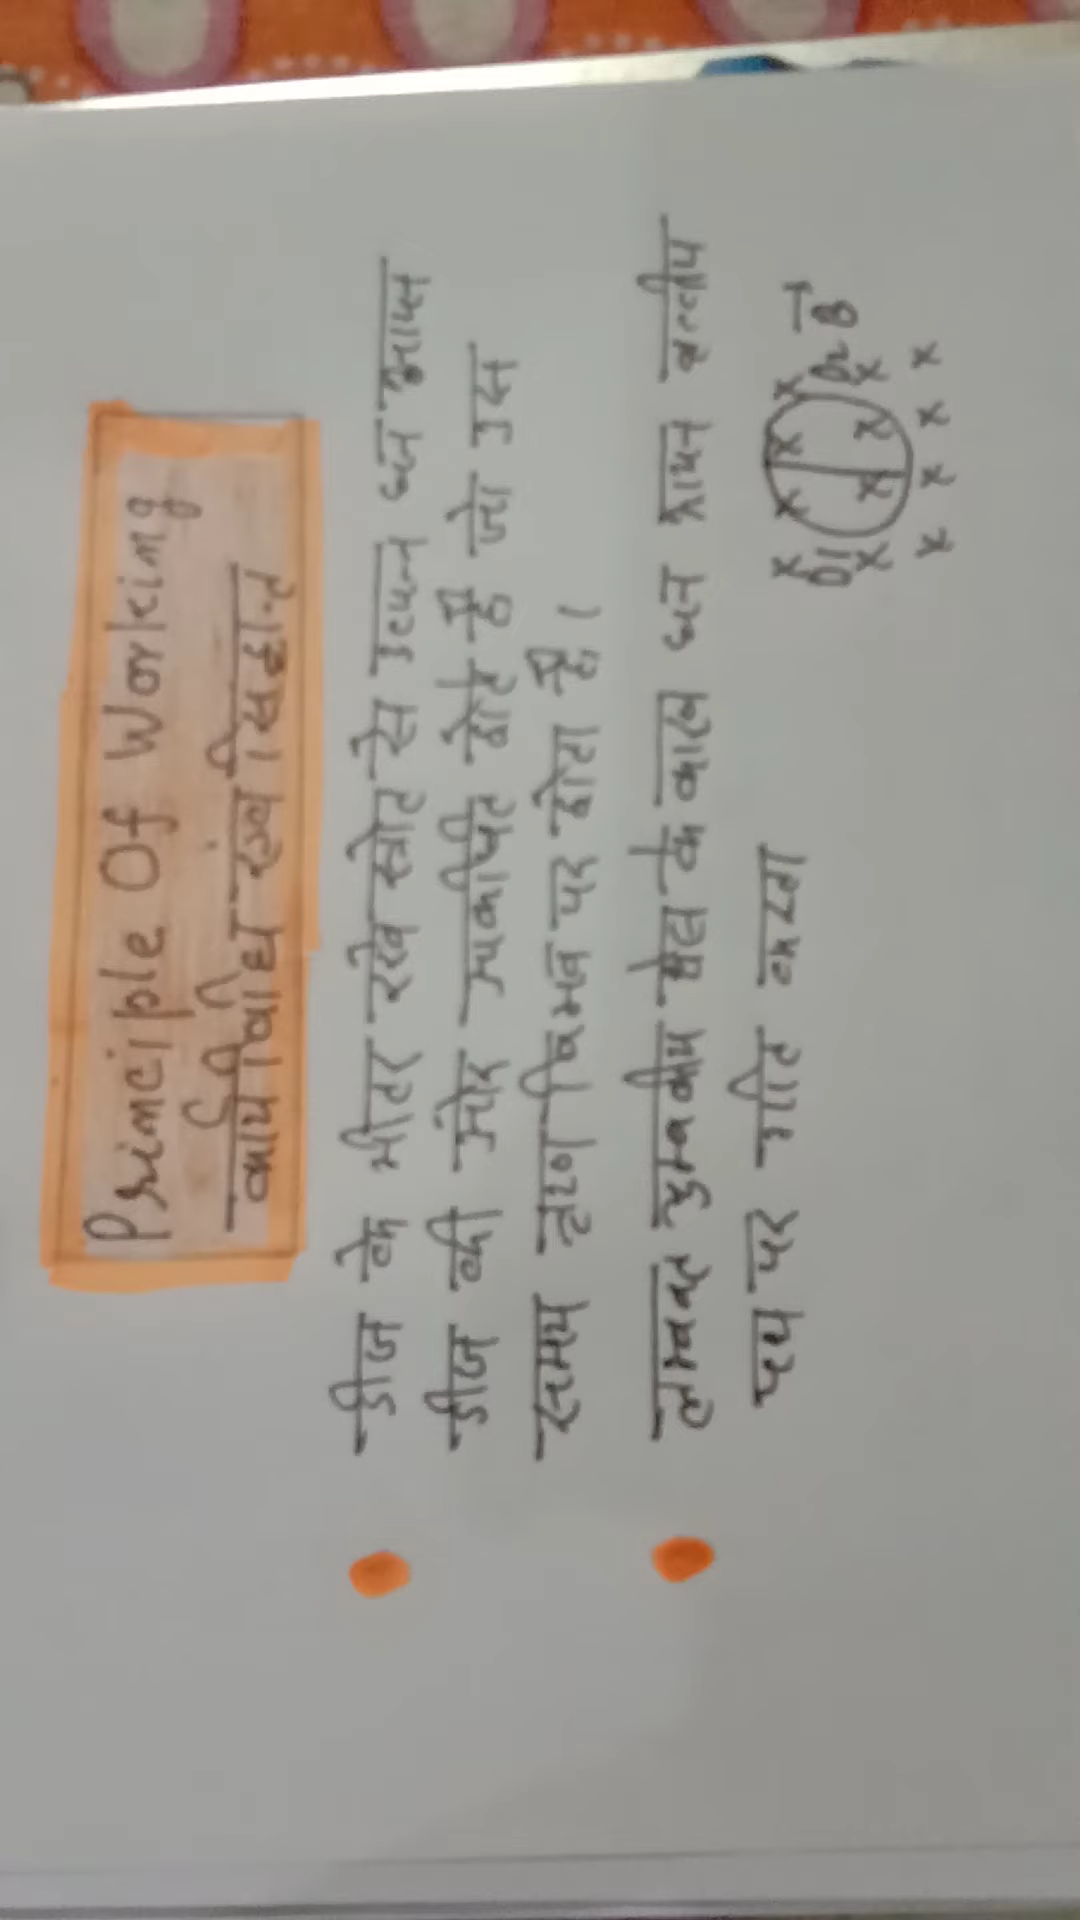 Principle Of Working
कार्यविधि एवं सिद्धान्त
डीज के भीतर रखे स्त्रोत से उत्पन्न धन आयन
डीज की ओर आकर्षित होते है जो उस
समय ऋण विभव पर होता है।
लम्बवत चुम्बकीय क्षेत्र के कारण धन आयन वृत्तीय
पथ पर गति करता
D1 D2 B
x x x x
x x x x
x x x x